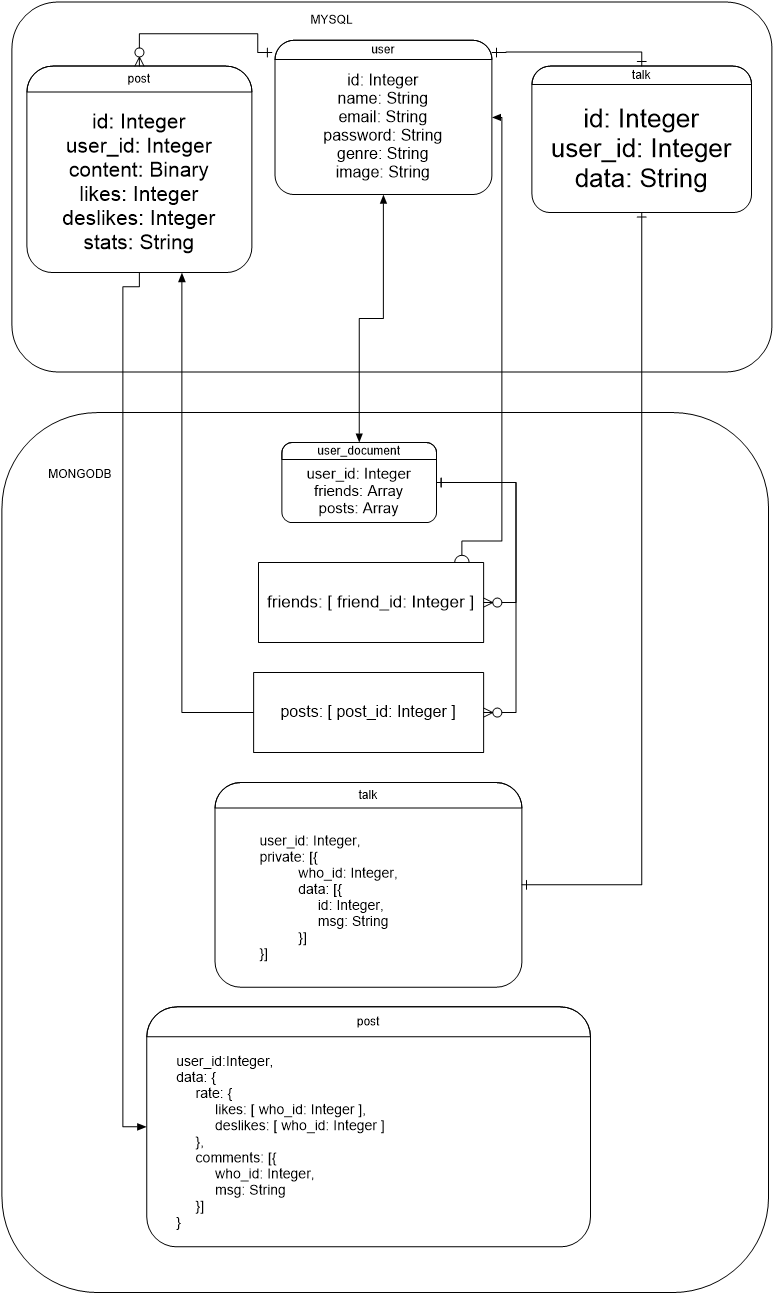 MYSQL
post
id: Integer
user_id: Integer
content: Binary
likes: Integer
deslikes: Integer
stats: String
user
id: Integer
name: String
email: String
password: String
genre: String
image: String
talk
id: Integer
user_id: Integer
data: String
MONGODB
user_document
user_id: Integer
friends: Array
posts: Array
friends: [ friend_id: Integer ]
posts: [ post_id: Integer ]
talk
user_id: Integer,
private: [{
who_id: Integer,
data: [{
id: Integer,
msg: String
}]
}]
post
user_id:Integer,
data: {
rate: {
likes: [ who_id: Integer ],
deslikes: [ who_id: Integer ]
},
comments: [{
who_id: Integer,
msg: String
}]
}